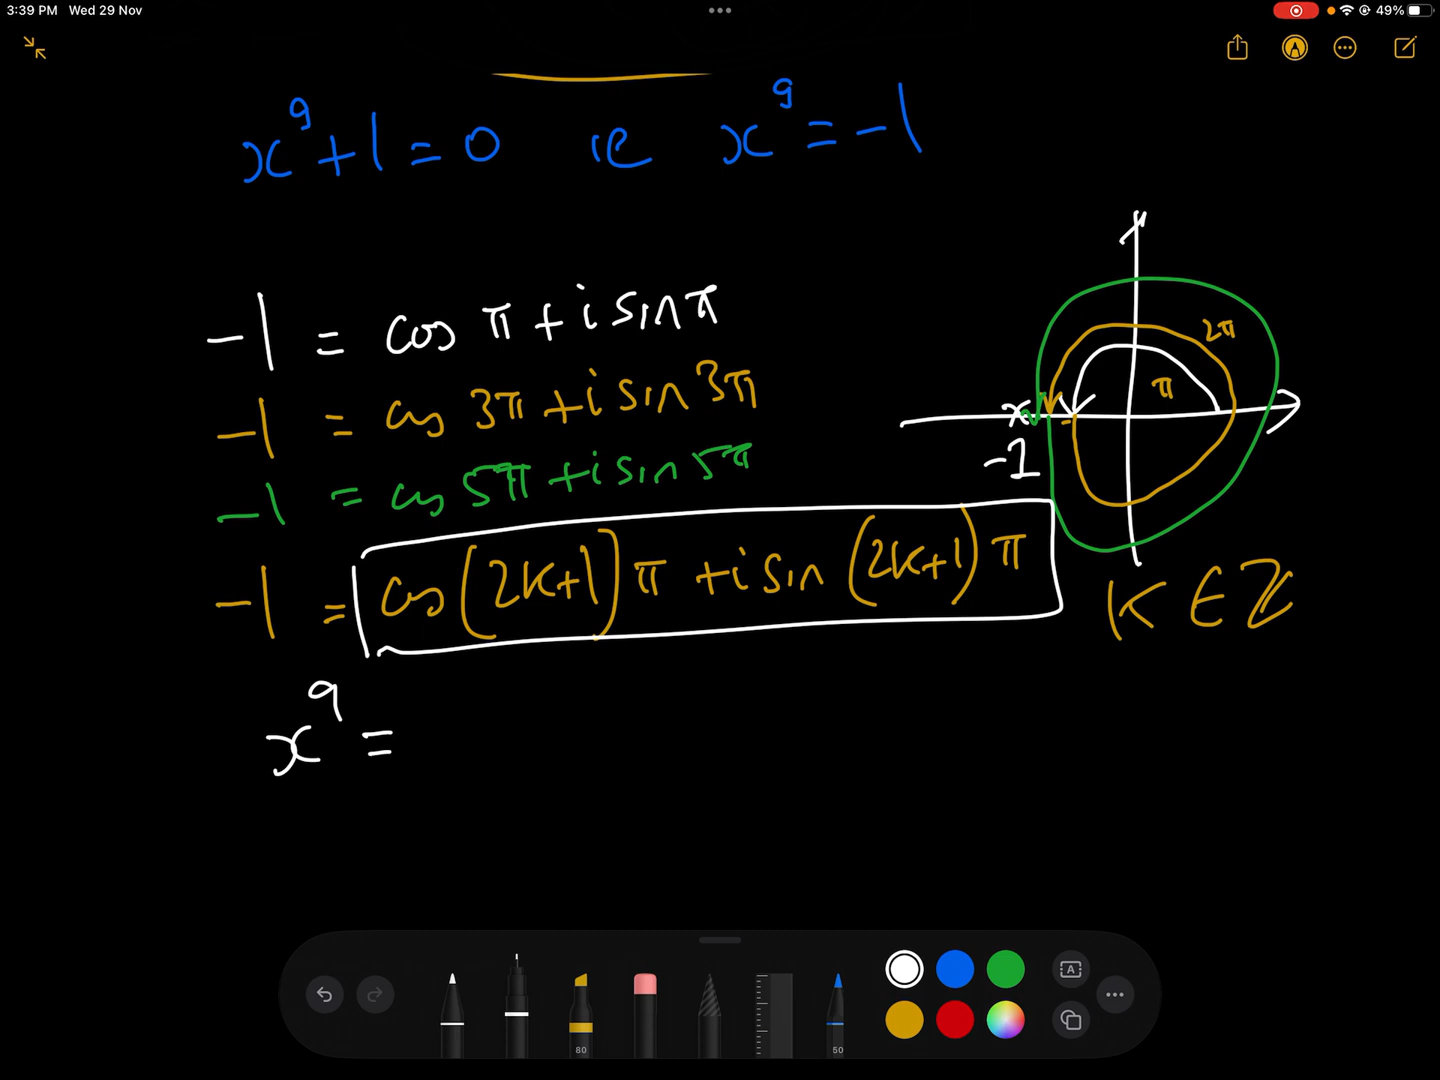 3:39 PM Wed 29 Nov
49%
x⁹+1=0 ie x⁹=-1
-1 = cos π + i sin π
-1 = cos 3π + i sin 3π
-1 = cos 5π + i sin 5π
-1 = cos (2k+1) π + i sin (2k+1) π
k ∈ ℤ
x⁹ =
2π
π
x
-1
80
50
A